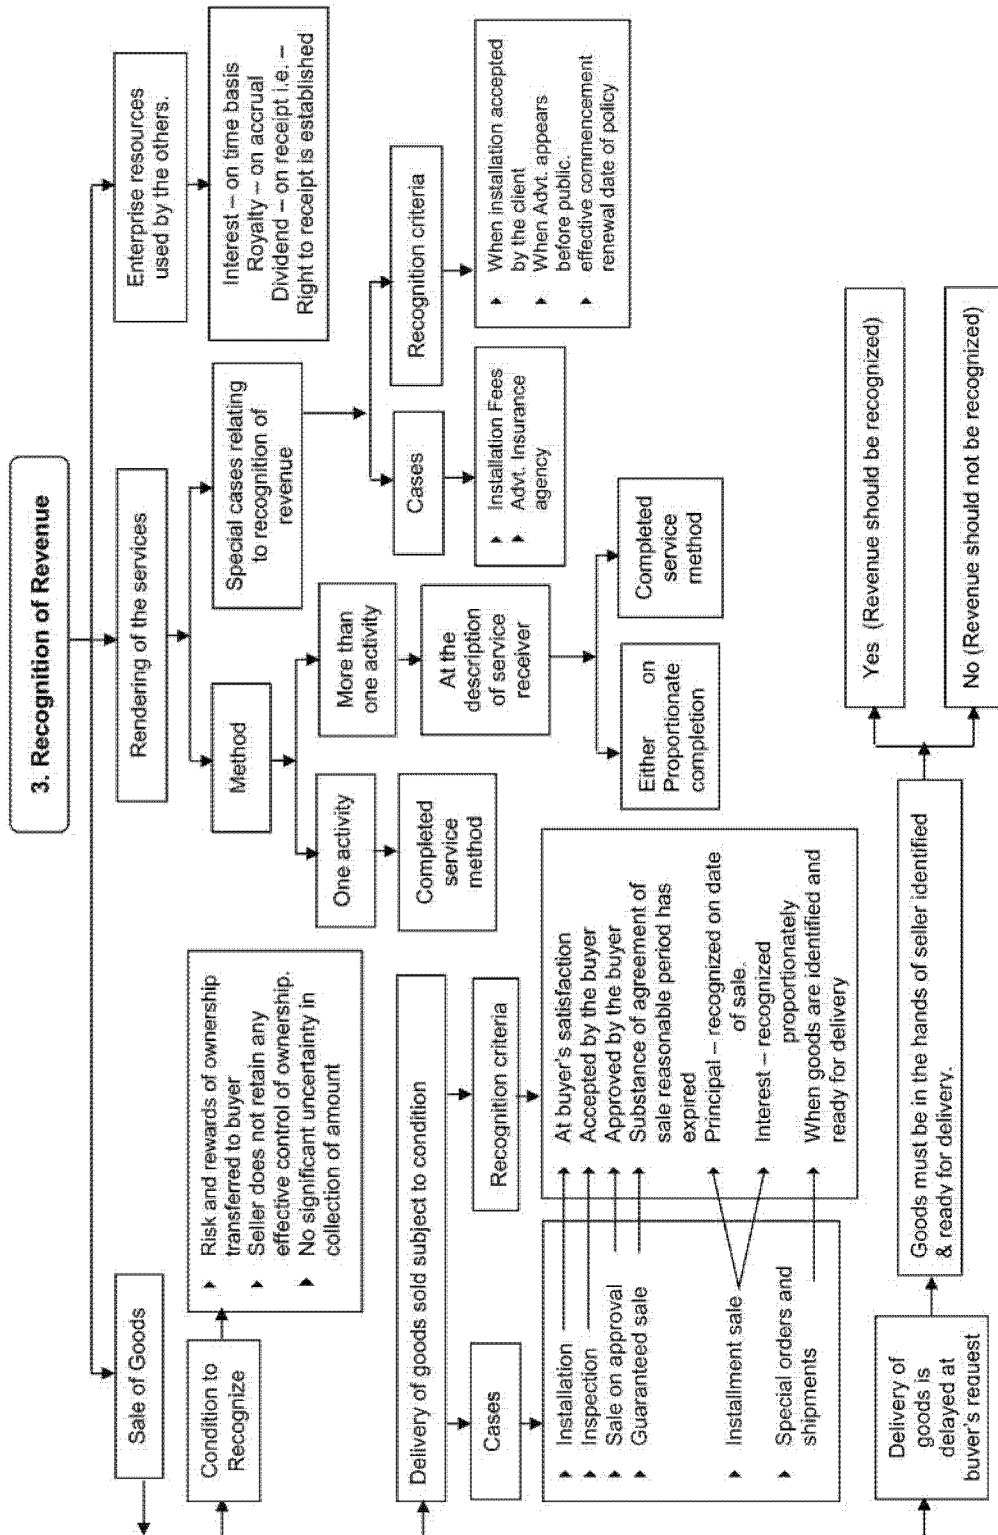 3. Recognition of Revenue
Sale of Goods
Rendering of the services
Enterprise resources
used by the others.
Condition to
Recognize
Risk and rewards of ownership
transferred to buyer
Seller does not retain any
effective control of ownership.
No significant uncertainty in
collection of amount
Method
Special cases relating
to recognition of
revenue
Interest – on time basis
Royalty – on accrual
Dividend – on receipt i.e. –
Right to receipt is established
One activity
More than
one activity
Completed
service
method
At the
description
of service
receiver
Either on
Proportionate
completion
Completed
service
method
Cases
Recognition criteria
Installation Fees
Advt. Insurance
agency
When installation accepted
by the client
When Advt. appears
before public.
effective commencement
renewal date of policy
Delivery of goods sold subject to condition
Cases
Recognition criteria
Installation
Inspection
Sale on approval
Guaranteed sale
Installment sale
Special orders and
shipments
At buyer's satisfaction
Accepted by the buyer
Approved by the buyer
Substance of agreement of
sale reasonable period has
expired
Principal – recognized on date
of sale.
Interest – recognized
proportionately
When goods are identified and
ready for delivery
Delivery of
goods is
delayed at
buyer's request
Goods must be in the hands of seller identified
& ready for delivery.
Yes (Revenue should be recognized)
No (Revenue should not be recognized)